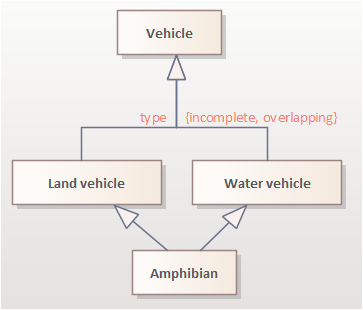 Vehicle
type {incomplete, overlapping}
Land vehicle
Water vehicle
Amphibian